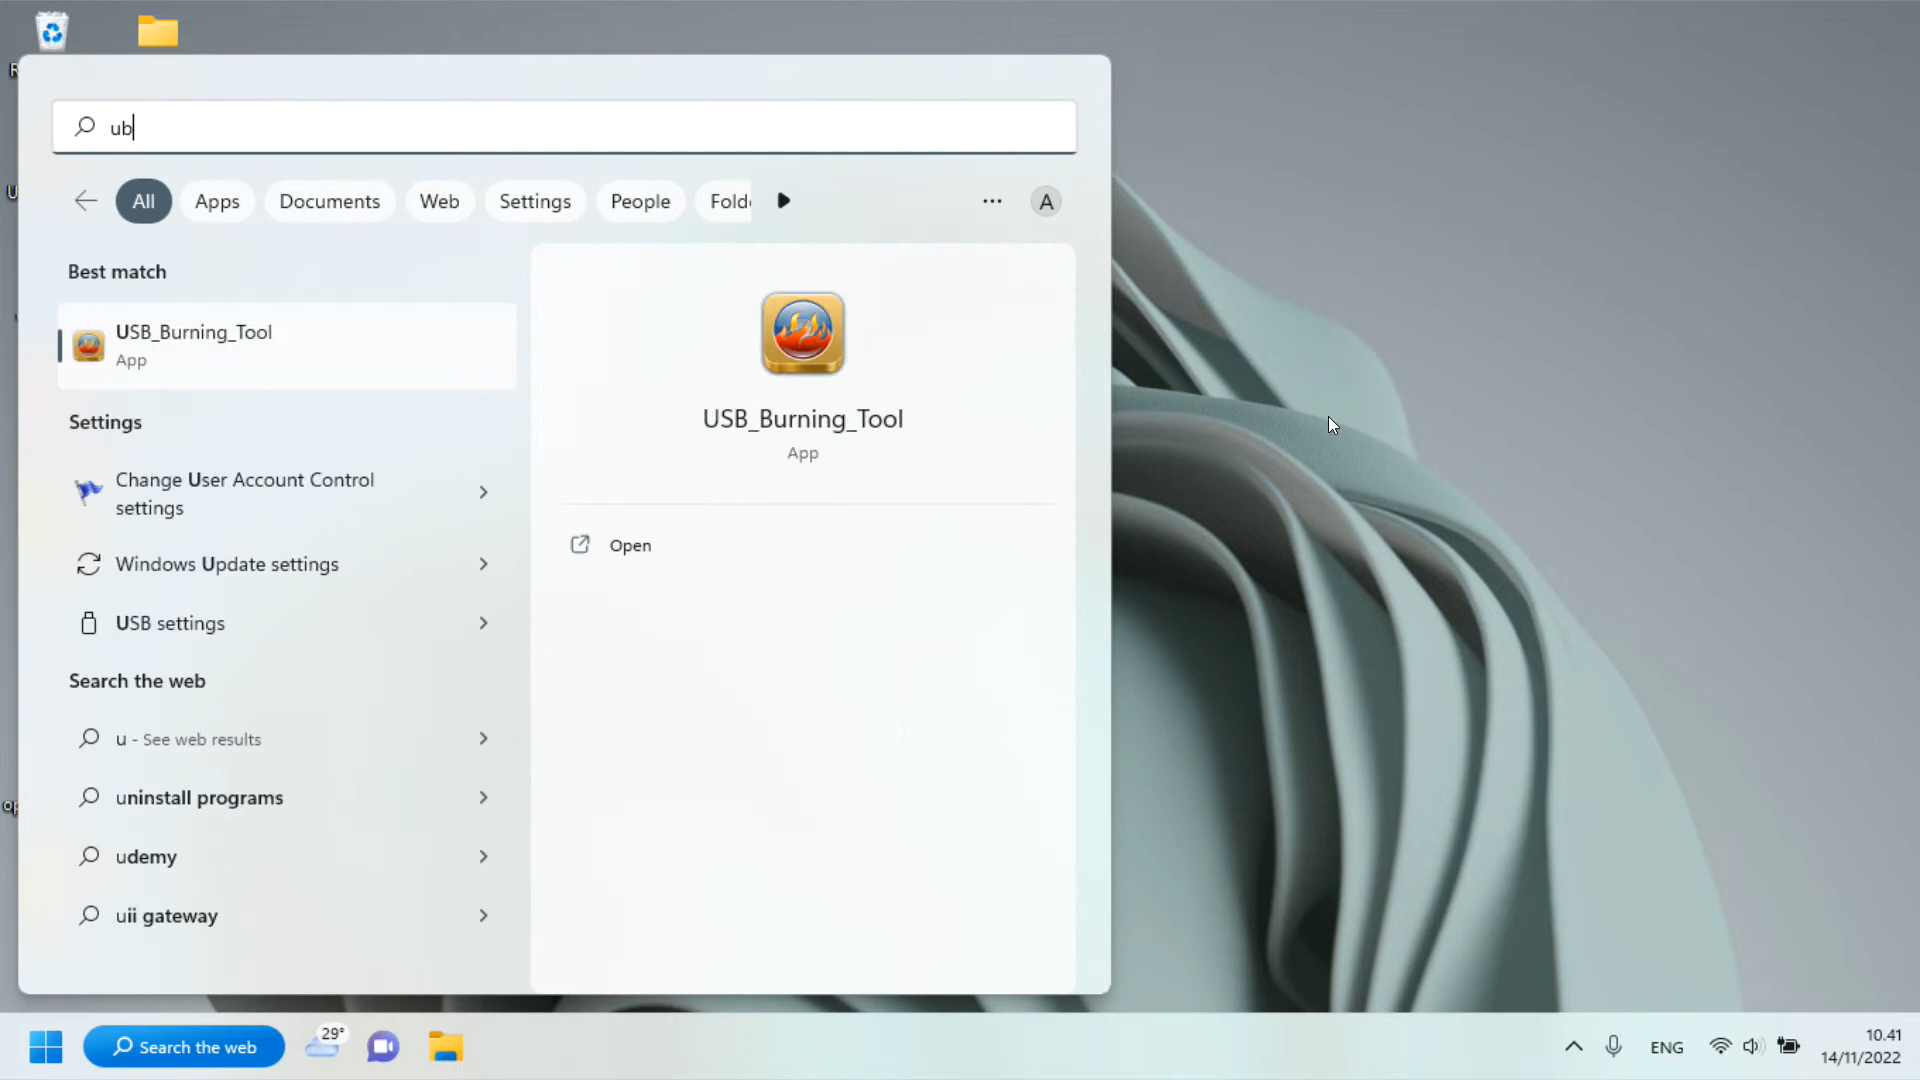 R
ub
All
Apps
Documents
Web
Settings
People
Fold
A
U
Best match
USB_Burning_Tool
App
Settings
Change User Account Control
settings
Windows Update settings
USB settings
Search the web
u - See web results
uninstall programs
udemy
uii gateway
USB_Burning_Tool
App
Open
op
Search the web
29°
ENG
10.41
14/11/2022